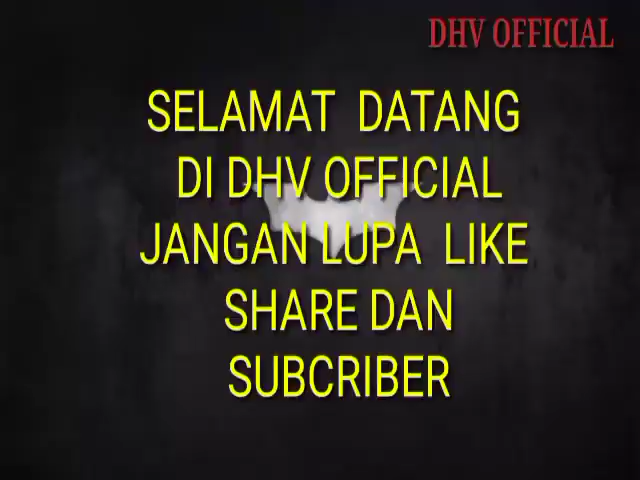 DHV OFFICIAL
SELAMAT DATANG
DI DHV OFFICIAL
JANGAN LUPA LIKE
SHARE DAN
SUBCRIBER